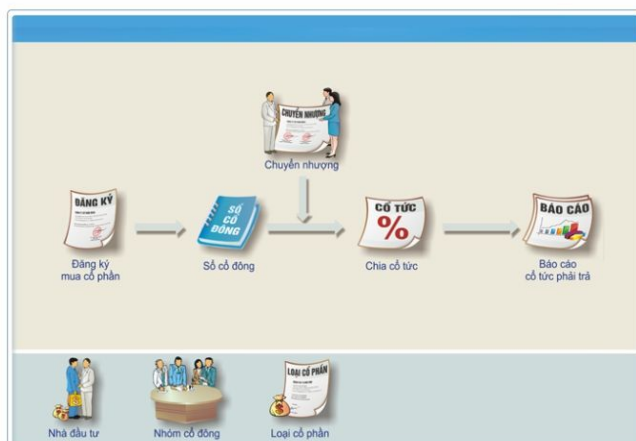 CHUYỂN NHƯỢNG
Chuyển nhượng
ĐĂNG KÝ
SỔ
CỔ
ĐÔNG
CỔ TỨC
%
BÁO CÁO
Đăng ký
mua cổ phần
Sổ cổ đông
Chia cổ tức
Báo cáo
cổ tức phải trả
LOẠI CỔ PHẦN
Nhà đầu tư
Nhóm cổ đông
Loại cổ phần